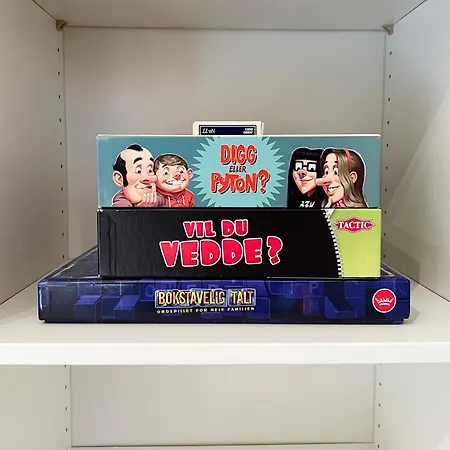 DIGG
ELLER
PYTON?
VIL DU
VEDDE?
TACTIC
BOKSTAVELIG TALT
ORDSPILLET FOR HELE FAMILIEN